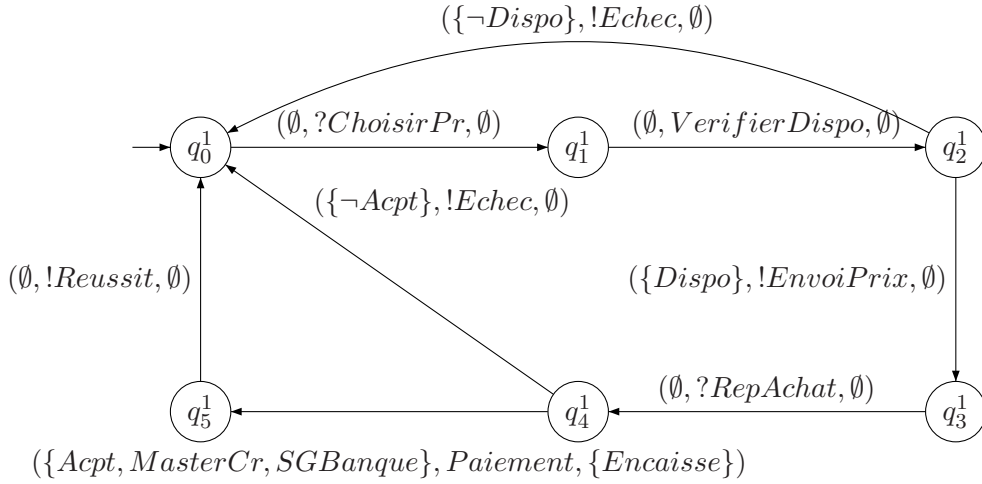 ({¬Dispo}, !Echec, ∅)
(∅, ?ChoisirPr, ∅)
(∅, VerifierDispo, ∅)
q_0^1
q_1^1
q_2^1
({¬Acpt}, !Echec, ∅)
(∅, !Reussit, ∅)
({Dispo}, !EnvoiPrix, ∅)
(∅, ?RepAchat, ∅)
q_5^1
q_4^1
q_3^1
({Acpt, MasterCr, SGBanque}, Paiement, {Encaisse})